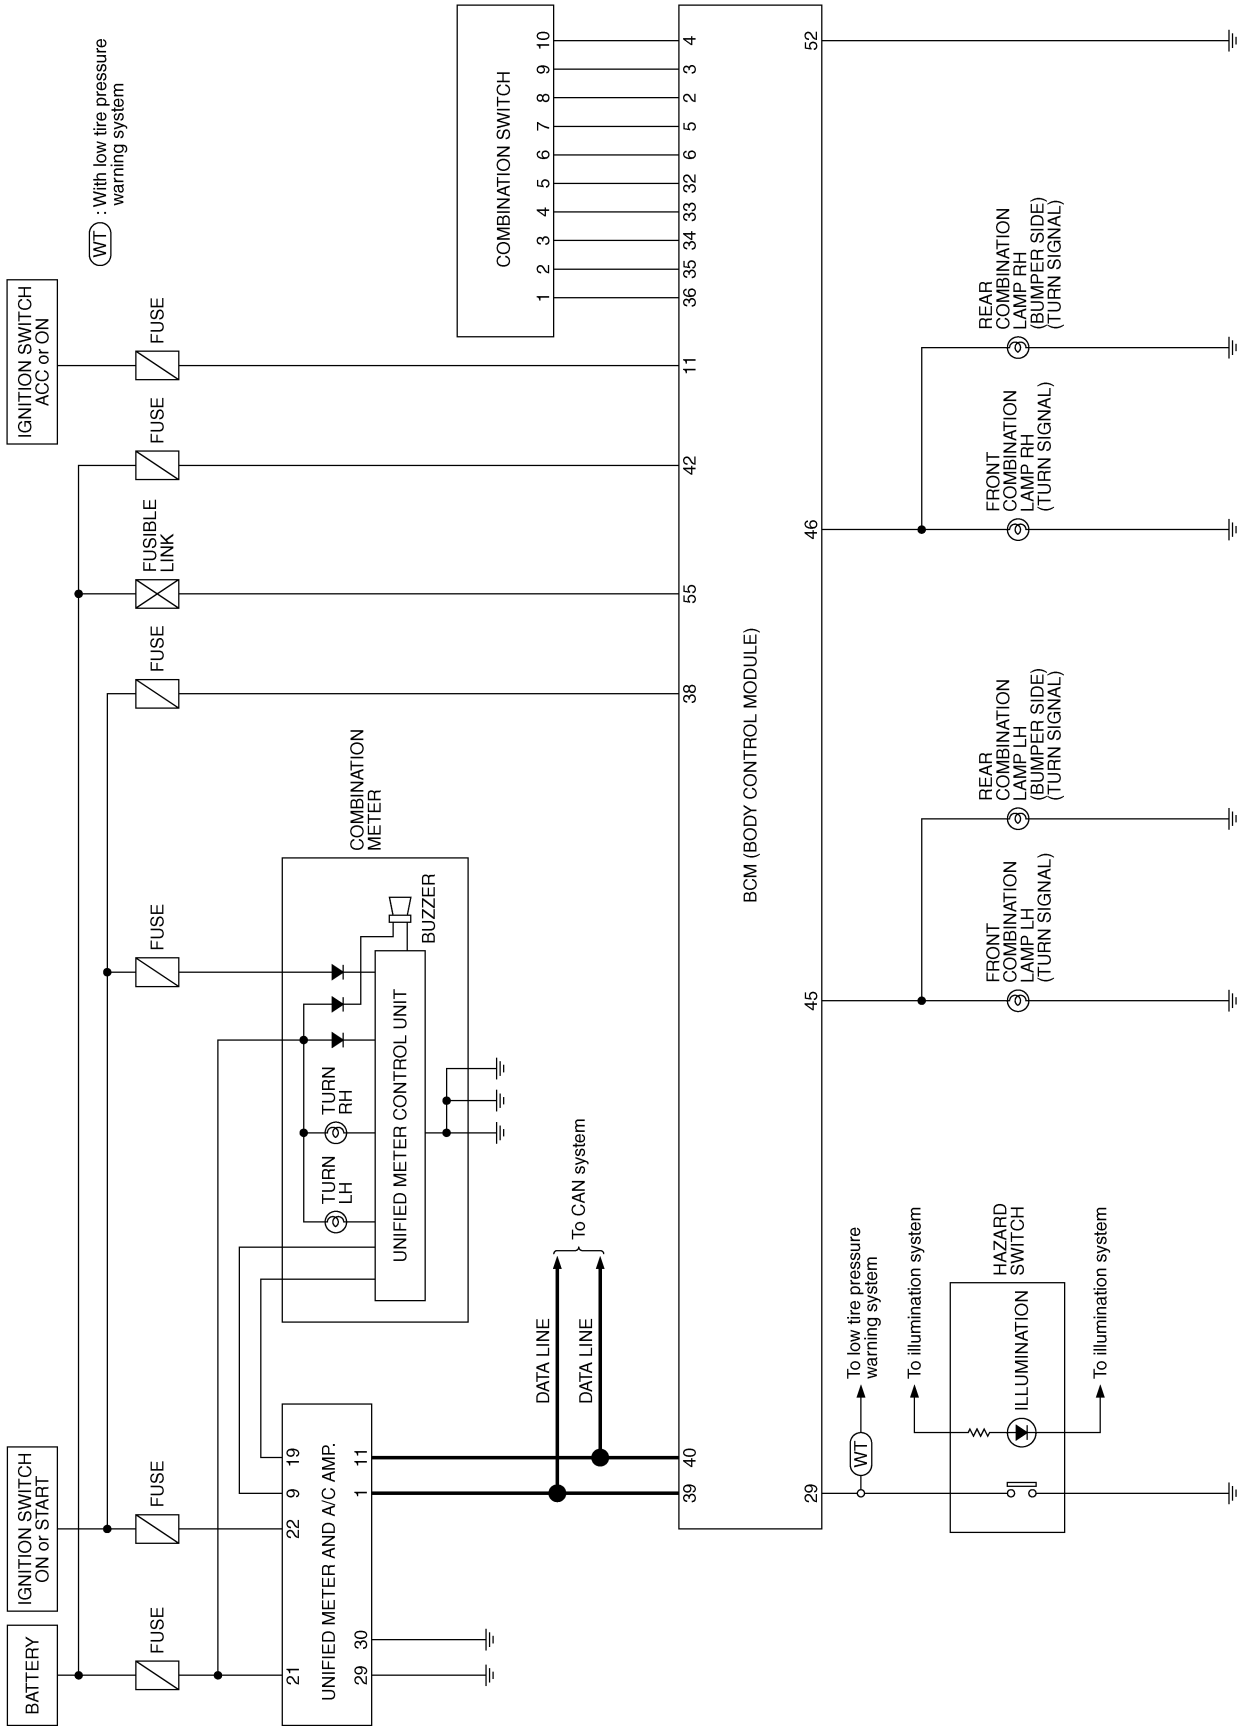 BATTERY
IGNITION SWITCH
ON or START
IGNITION SWITCH
ACC or ON
WT
: With low tire pressure
warning system
FUSE
FUSE
FUSE
FUSE
FUSIBLE
LINK
FUSE
FUSE
COMBINATION
METER
TURN
LH
TURN
RH
BUZZER
UNIFIED METER CONTROL UNIT
21
22
9
19
UNIFIED METER AND A/C AMP.
29
30
1
11
DATA LINE
DATA LINE
To CAN system
COMBINATION SWITCH
1
2
3
4
5
6
7
8
9
10
39
40
38
55
42
11
36
35
34
33
32
6
5
2
3
4
BCM (BODY CONTROL MODULE)
29
45
46
52
WT
To low tire pressure
warning system
To illumination system
HAZARD
SWITCH
ILLUMINATION
To illumination system
FRONT
COMBINATION
LAMP LH
(TURN SIGNAL)
REAR
COMBINATION
LAMP LH
(BUMPER SIDE)
(TURN SIGNAL)
FRONT
COMBINATION
LAMP RH
(TURN SIGNAL)
REAR
COMBINATION
LAMP RH
(BUMPER SIDE)
(TURN SIGNAL)